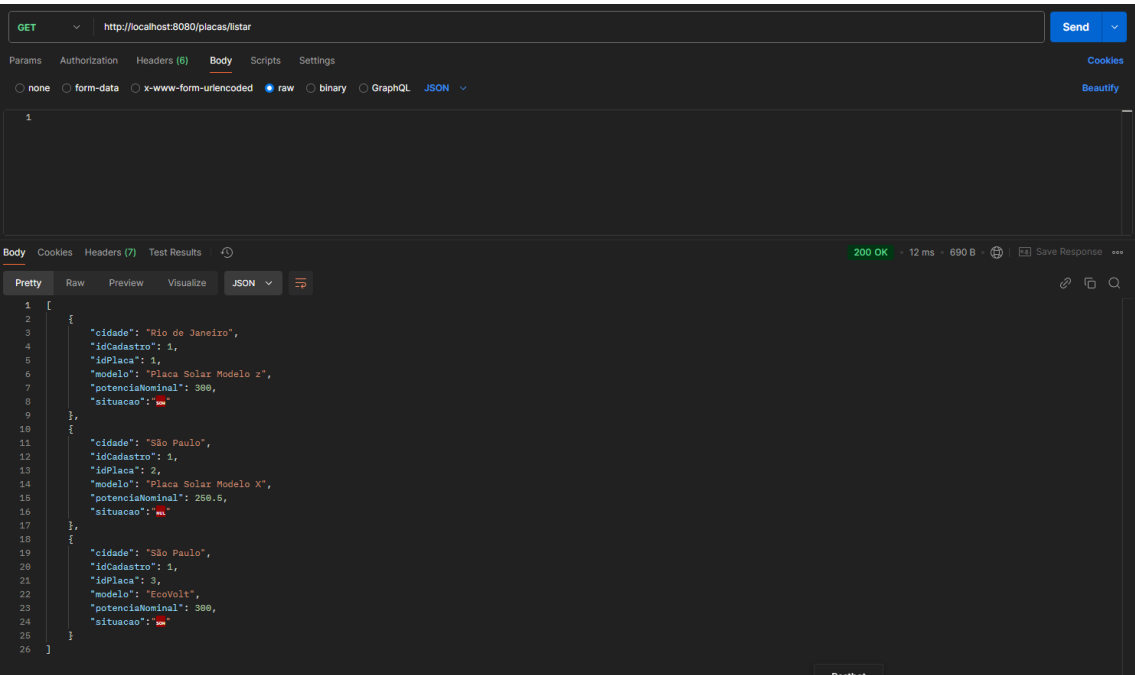 GET http://localhost:8080/placas/listar Send
Params Authorization Headers (6) Body Scripts Settings Cookies
none form-data x-www-form-urlencoded raw binary GraphQL JSON Beautify
1
Body Cookies Headers (7) Test Results 200 OK 12 ms 690 B Save Response
Pretty Raw Preview Visualize JSON
1 [
2 {
3 "cidade": "Rio de Janeiro",
4 "idCadastro": 1,
5 "idPlaca": 1,
6 "modelo": "Placa Solar Modelo z",
7 "potenciaNominal": 300,
8 "situacao":"SOH"
9 },
10 {
11 "cidade": "São Paulo",
12 "idCadastro": 1,
13 "idPlaca": 2,
14 "modelo": "Placa Solar Modelo X",
15 "potenciaNominal": 250.5,
16 "situacao":"NUL"
17 },
18 {
19 "cidade": "São Paulo",
20 "idCadastro": 1,
21 "idPlaca": 3,
22 "modelo": "EcoVolt",
23 "potenciaNominal": 300,
24 "situacao":"SOH"
25 }
26 ]